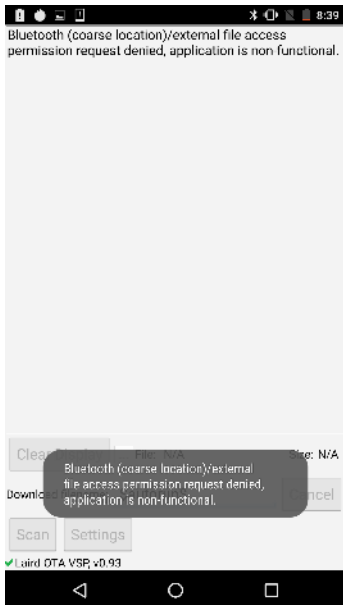 8:39
Bluetooth (coarse location)/external file access
permission request denied, application is non-functional.
Clear Display File: N/A Size: N/A
Bluetooth (coarse location)/external
file access permission request denied,
application is non-functional.
Download Cancel
Scan Settings
Laird OTA VSP, v0.93